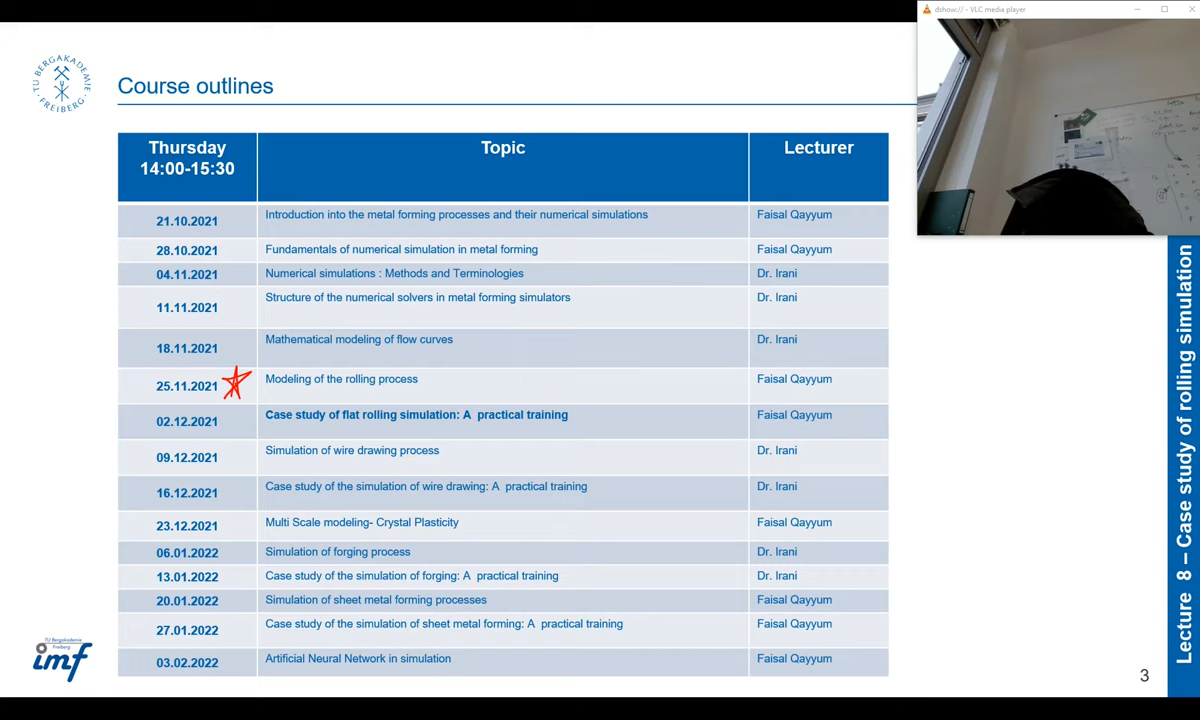 dshow:// - VLC media player
TU BERGAKADEMIE
FREIBERG
Course outlines
Thursday
14:00-15:30
Topic
Lecturer
21.10.2021 Introduction into the metal forming processes and their numerical simulations Faisal Qayyum
28.10.2021 Fundamentals of numerical simulation in metal forming Faisal Qayyum
04.11.2021 Numerical simulations : Methods and Terminologies Dr. Irani
11.11.2021 Structure of the numerical solvers in metal forming simulators Dr. Irani
18.11.2021 Mathematical modeling of flow curves Dr. Irani
25.11.2021 Modeling of the rolling process Faisal Qayyum
02.12.2021 Case study of flat rolling simulation: A practical training Faisal Qayyum
09.12.2021 Simulation of wire drawing process Dr. Irani
16.12.2021 Case study of the simulation of wire drawing: A practical training Dr. Irani
23.12.2021 Multi Scale modeling- Crystal Plasticity Faisal Qayyum
06.01.2022 Simulation of forging process Dr. Irani
13.01.2022 Case study of the simulation of forging: A practical training Dr. Irani
20.01.2022 Simulation of sheet metal forming processes Faisal Qayyum
27.01.2022 Case study of the simulation of sheet metal forming: A practical training Faisal Qayyum
03.02.2022 Artificial Neural Network in simulation Faisal Qayyum
Lecture 8 – Case study of rolling simulation
TU Bergakademie
Freiberg
imf
3